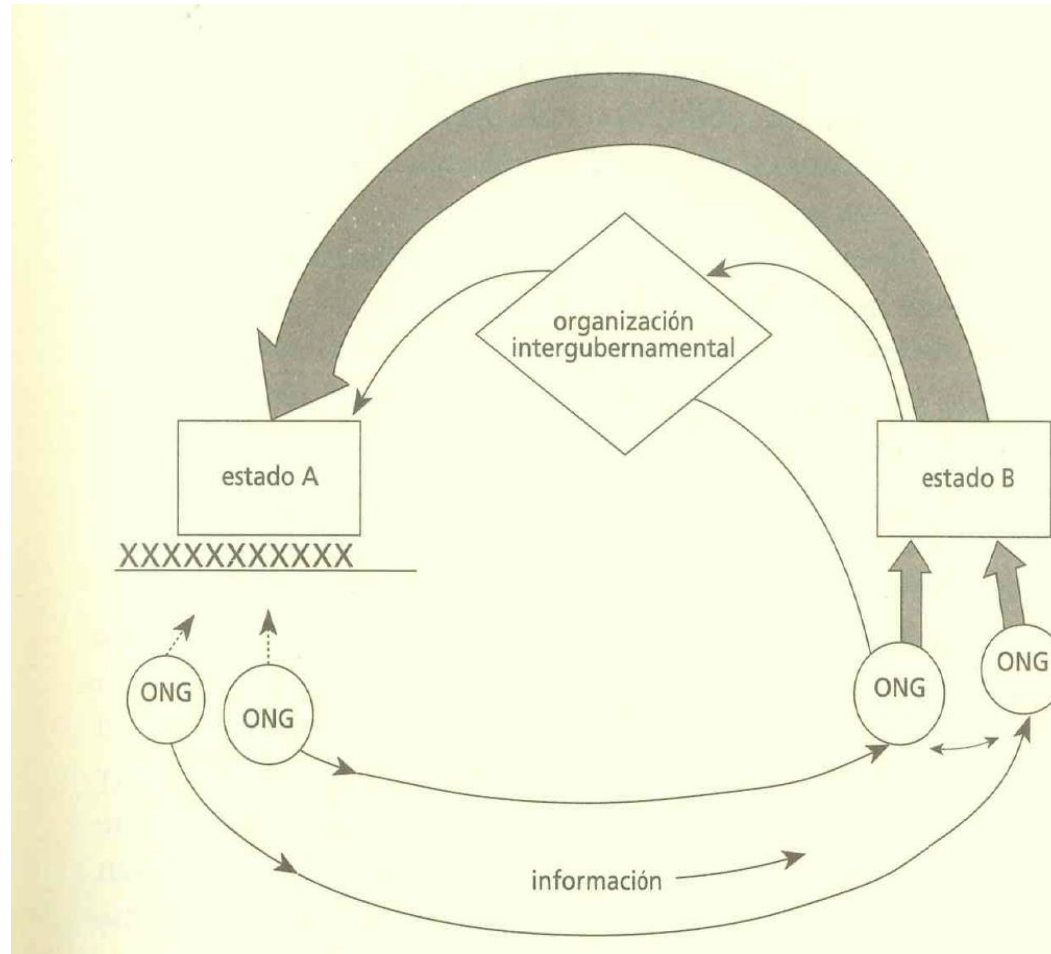 organización
intergubernamental
estado A
estado B
XXXXXXXXXXX
ONG
ONG
ONG
ONG
información